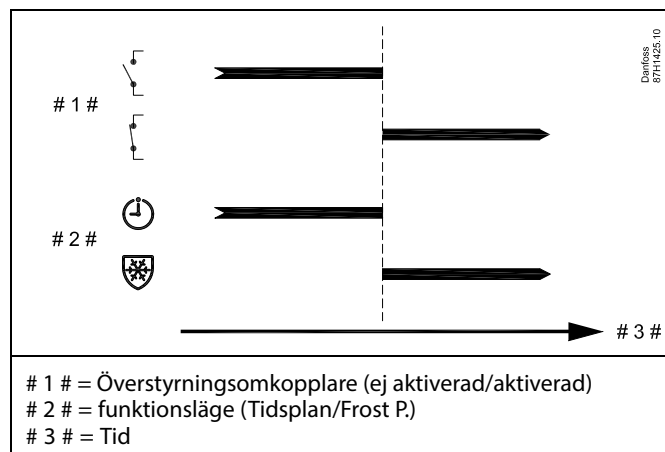 Danfoss
87H1425.10
# 1 #
# 2 #
# 3 #
# 1 # = Överstyrningsomkopplare (ej aktiverad/aktiverad)
# 2 # = funktionsläge (Tidsplan/Frost P.)
# 3 # = Tid